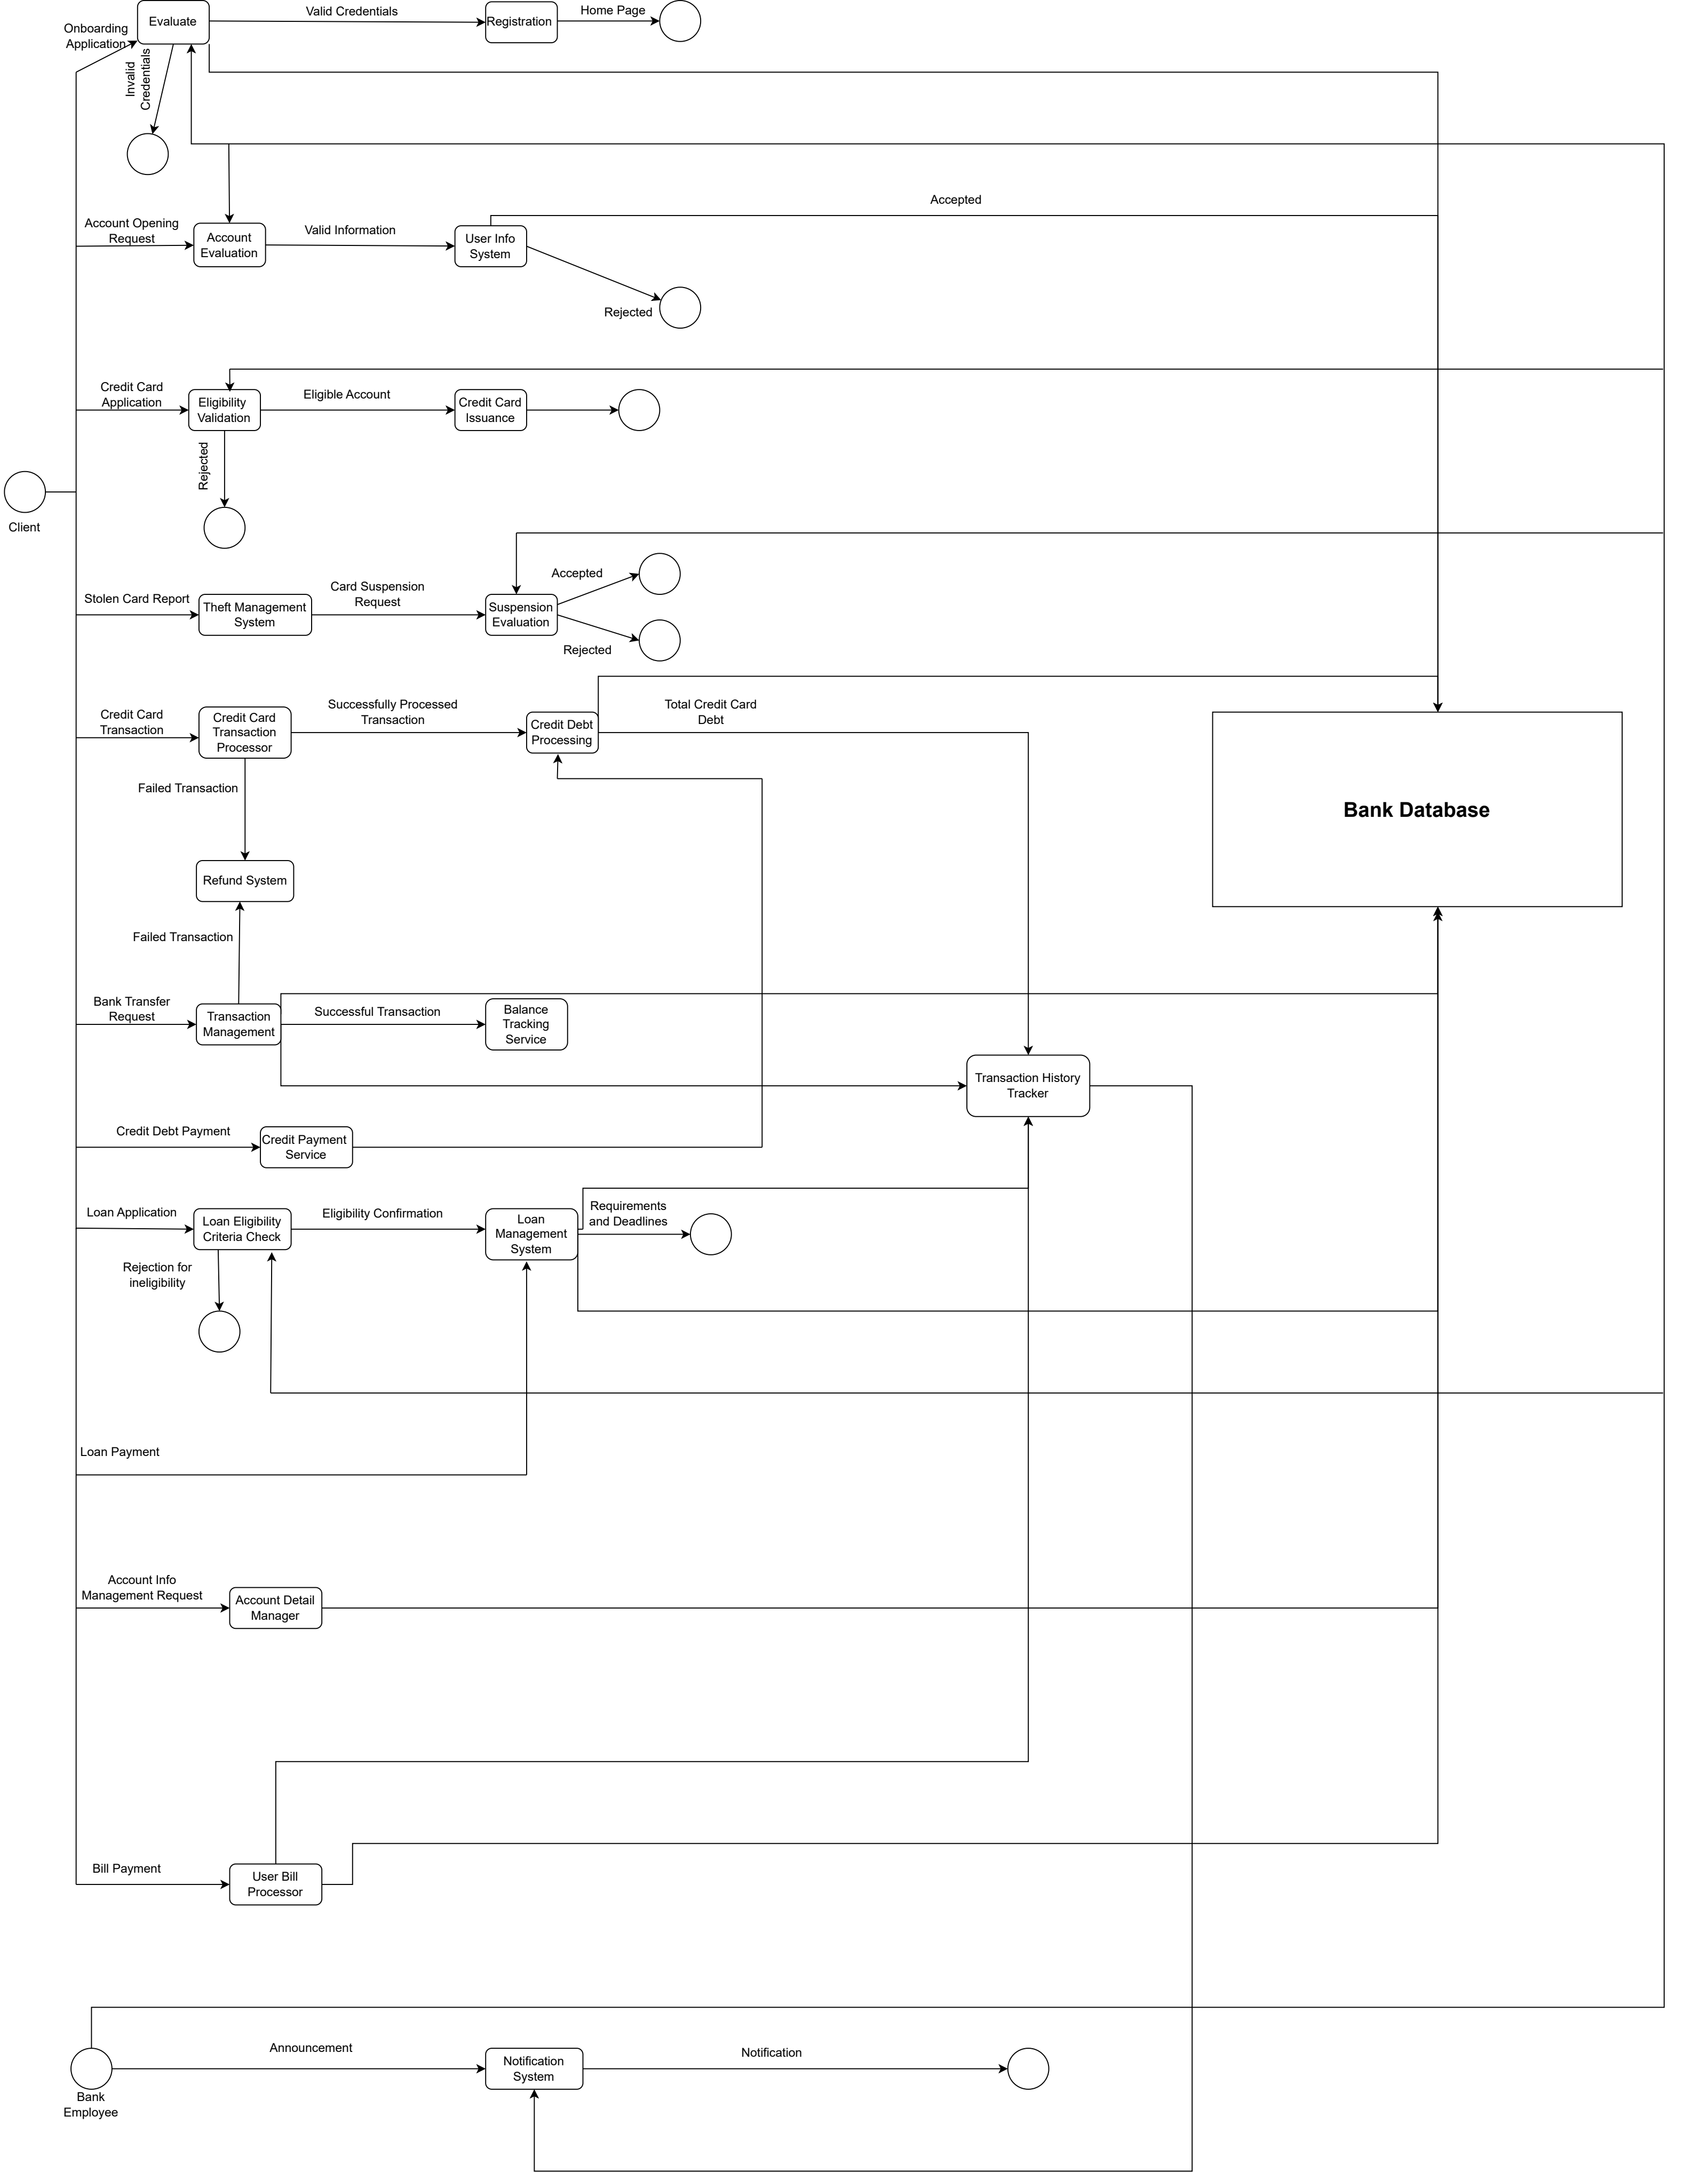 Evaluate
Valid Credentials
Registration
Home Page
Onboarding
Application
Invalid
Credentials
Account Opening
Request
Account
Evaluation
Valid Information
User Info
System
Accepted
Rejected
Credit Card
Application
Eligibility
Validation
Eligible Account
Credit Card
Issuance
Rejected
Client
Stolen Card Report
Theft Management
System
Card Suspension
Request
Suspension
Evaluation
Accepted
Rejected
Credit Card
Transaction
Credit Card
Transaction
Processor
Successfully Processed
Transaction
Credit Debt
Processing
Total Credit Card
Debt
Failed Transaction
Bank Database
Refund System
Failed Transaction
Bank Transfer
Request
Transaction
Management
Successful Transaction
Balance
Tracking
Service
Transaction History
Tracker
Credit Debt Payment
Credit Payment
Service
Loan Application
Loan Eligibility
Criteria Check
Eligibility Confirmation
Loan
Management
System
Requirements
and Deadlines
Rejection for
ineligibility
Loan Payment
Account Info
Management Request
Account Detail
Manager
Bill Payment
User Bill
Processor
Announcement
Notification
System
Notification
Bank
Employee